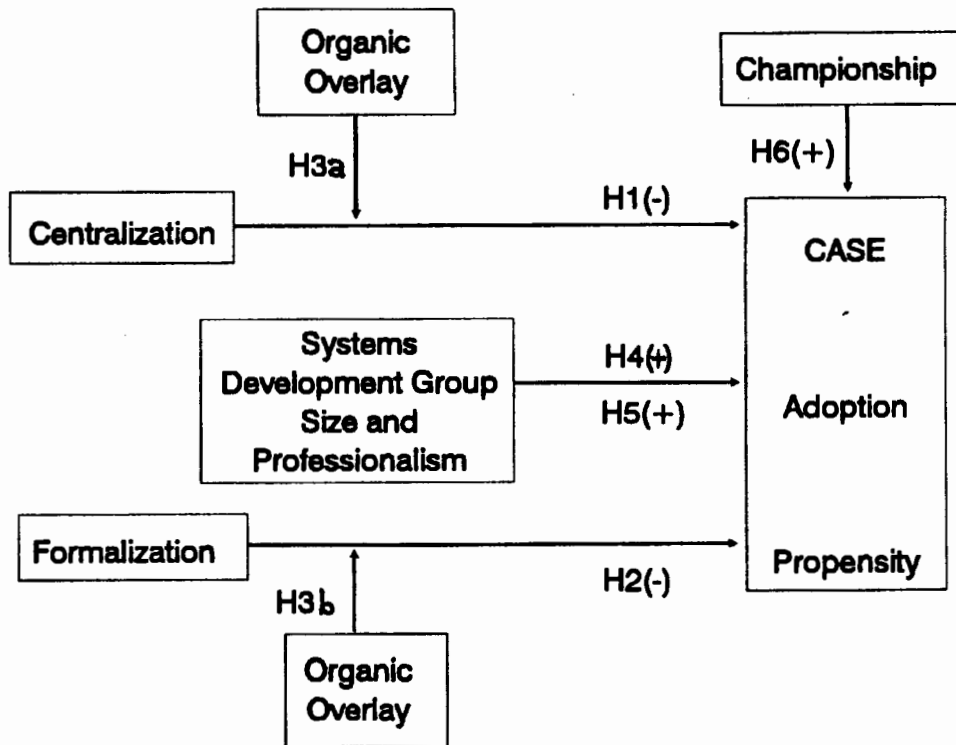 Organic
Overlay
Championship
H3a
H6(+)
H1(-)
Centralization
CASE
Systems
Development Group
Size and
Professionalism
H4(+)
H5(+)
Adoption
Formalization
H2(-)
Propensity
H3b
Organic
Overlay